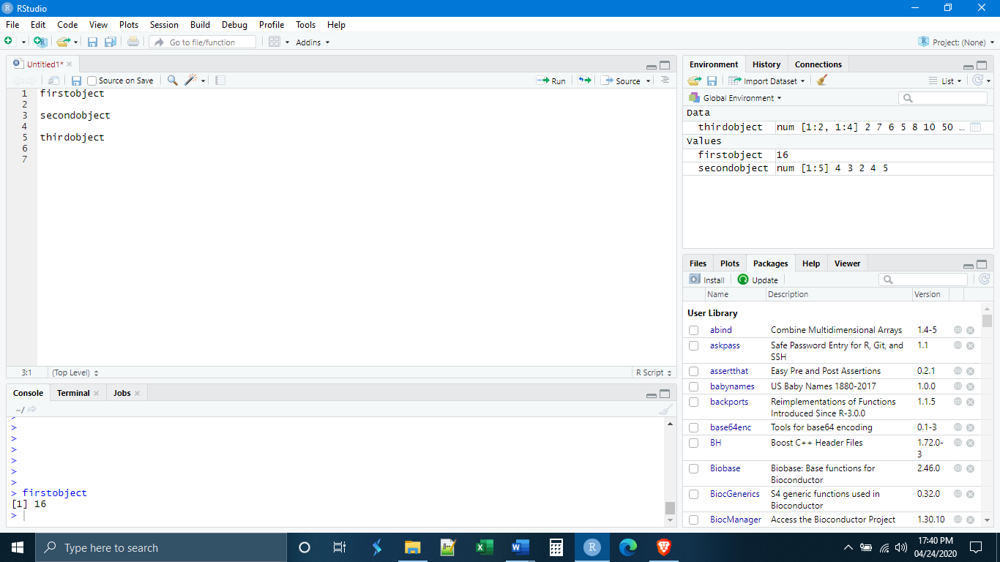 RStudio
File Edit Code View Plots Session Build Debug Profile Tools Help
Go to file/function Addins Project: (None)
Untitled1*
Source on Save Run Source
1 firstobject
2
3 secondobject
4
5 thirdobject
6
7
3:1 (Top Level) R Script
Console Terminal Jobs
~/
>
>
>
>
>
>
>
> firstobject
[1] 16
>
Environment History Connections
Import Dataset List
Global Environment
Data
thirdobject num [1:2, 1:4] 2 7 6 5 8 10 50 ...
Values
firstobject 16
secondobject num [1:5] 4 3 2 4 5
Files Plots Packages Help Viewer
Install Update
Name Description Version
User Library
abind Combine Multidimensional Arrays 1.4-5
askpass Safe Password Entry for R, Git, and 1.1
SSH
assertthat Easy Pre and Post Assertions 0.2.1
babynames US Baby Names 1880-2017 1.0.0
backports Reimplementations of Functions 1.1.5
Introduced Since R-3.0.0
base64enc Tools for base64 encoding 0.1-3
BH Boost C++ Header Files 1.72.0-
3
Biobase Biobase: Base functions for 2.46.0
Bioconductor
BiocGenerics S4 generic functions used in 0.32.0
Bioconductor
BiocManager Access the Bioconductor Project 1.30.10
Type here to search
17:40 PM
04/24/2020